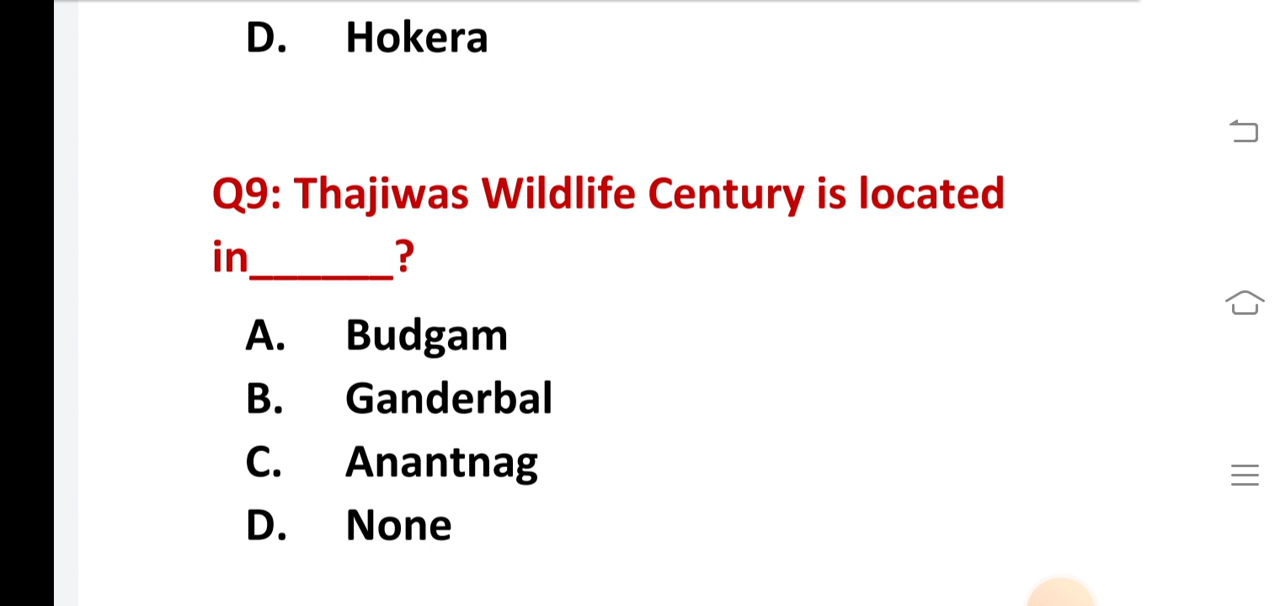 D. Hokera
Q9: Thajiwas Wildlife Century is located
in______?
A. Budgam
B. Ganderbal
C. Anantnag
D. None